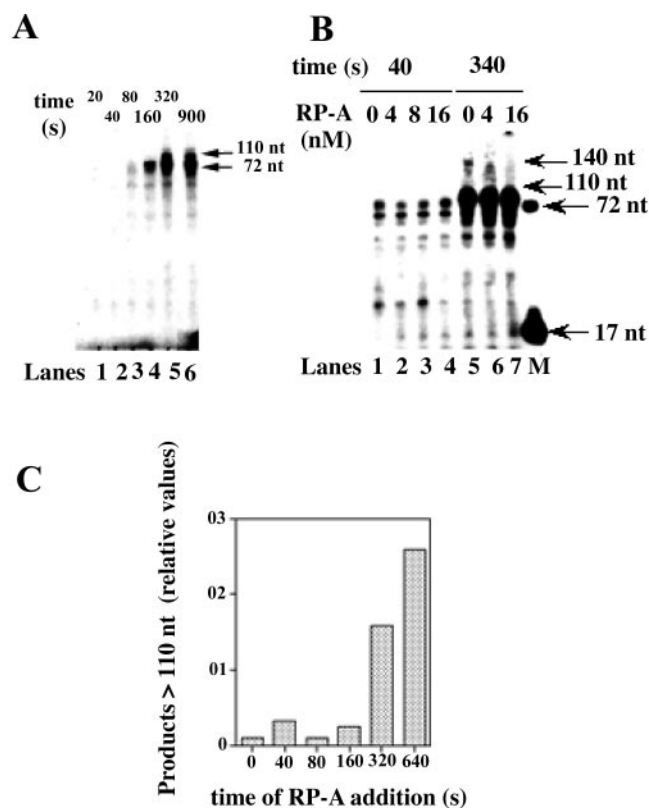 A
time (s)
20 80 320
40 160 900
110 nt
72 nt
Lanes 1 2 3 4 5 6
B
time (s) 40 340
RP-A 0 4 8 16 0 4 16
(nM)
140 nt
110 nt
72 nt
17 nt
Lanes 1 2 3 4 5 6 7 M
C
Products > 110 nt (relative values)
03
02
01
0
0 40 80 160 320 640
time of RP-A addition (s)